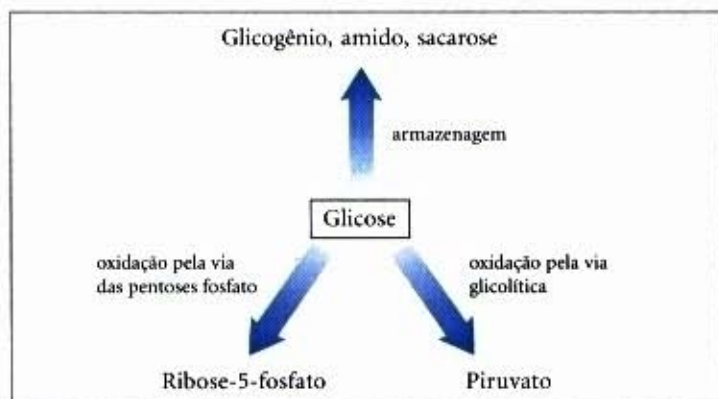 Glicogênio, amido, sacarose
armazenagem
Glicose
oxidação pela via
das pentoses fosfato
oxidação pela via
glicolítica
Ribose-5-fosfato
Piruvato